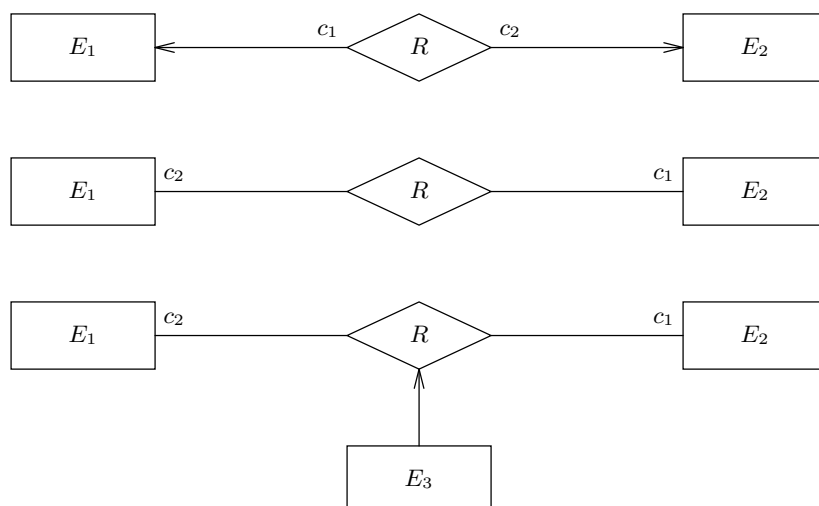 E₁ c₁ R c₂ E₂
E₁ c₂ R c₁ E₂
E₁ c₂ R c₁ E₂
E₃